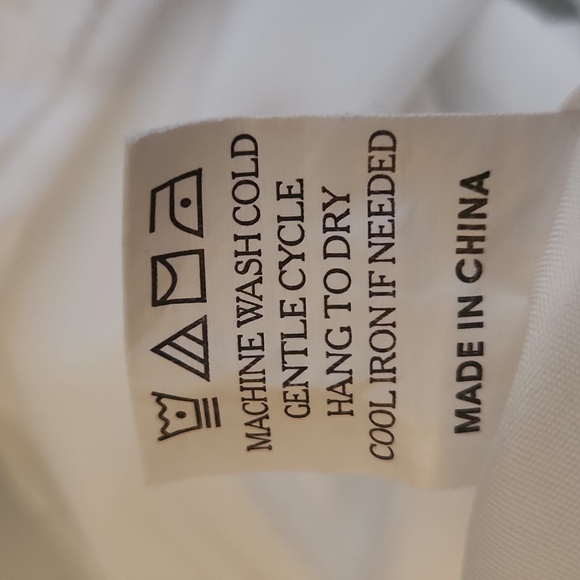 MACHINE WASH COLD
GENTLE CYCLE
HANG TO DRY
COOL IRON IF NEEDED
MADE IN CHINA